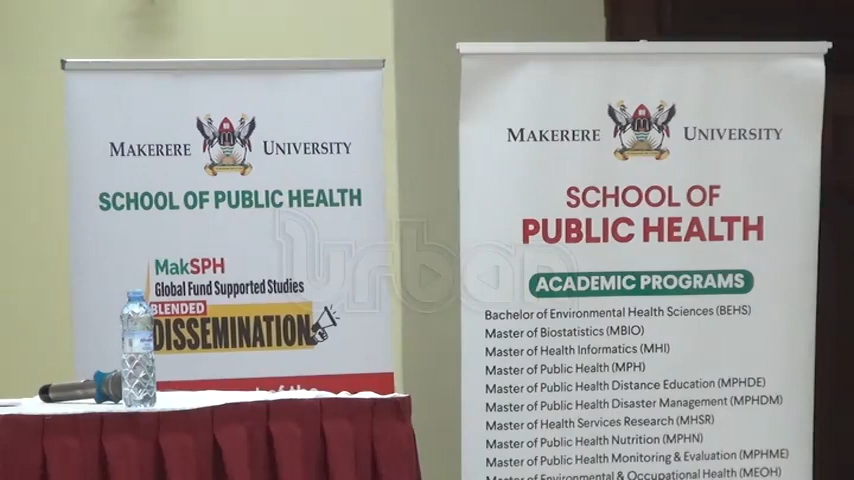 MAKERERE UNIVERSITY
SCHOOL OF PUBLIC HEALTH
MakSPH
Global Fund Supported Studies
BLENDED
DISSEMINATION
MAKERERE UNIVERSITY
SCHOOL OF
PUBLIC HEALTH
ACADEMIC PROGRAMS
Bachelor of Environmental Health Sciences (BEHS)
Master of Biostatistics (MBIO)
Master of Health Informatics (MHI)
Master of Public Health (MPH)
Master of Public Health Distance Education (MPHDE)
Master of Public Health Disaster Management (MPHDM)
Master of Health Services Research (MHSR)
Master of Public Health Nutrition (MPHN)
Master of Public Health Monitoring & Evaluation (MPHME)
Master of Environmental & Occupational Health (MEOH)
Urban